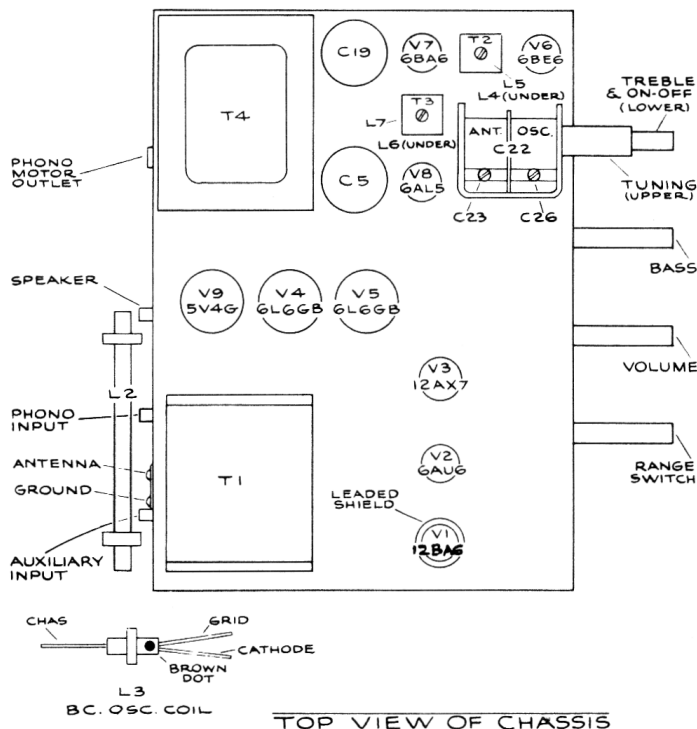 C19
V7
6BA6
T2
V6
6BE6
L5
L4 (UNDER)
T4
L7
T3
L6 (UNDER)
ANT.
OSC.
C22
TREBLE
& ON-OFF
(LOWER)
PHONO
MOTOR
OUTLET
C5
V8
6AL5
C23
C26
TUNING
(UPPER)
BASS
SPEAKER
V9
5V4G
V4
6L6GB
V5
6L6GB
VOLUME
L2
V3
12AX7
PHONO
INPUT
ANTENNA
GROUND
AUXILIARY
INPUT
T1
V2
6AU6
RANGE
SWITCH
LEADED
SHIELD
V1
12BA6
CHAS
GRID
CATHODE
BROWN
DOT
L3
BC. OSC. COIL
TOP VIEW OF CHASSIS